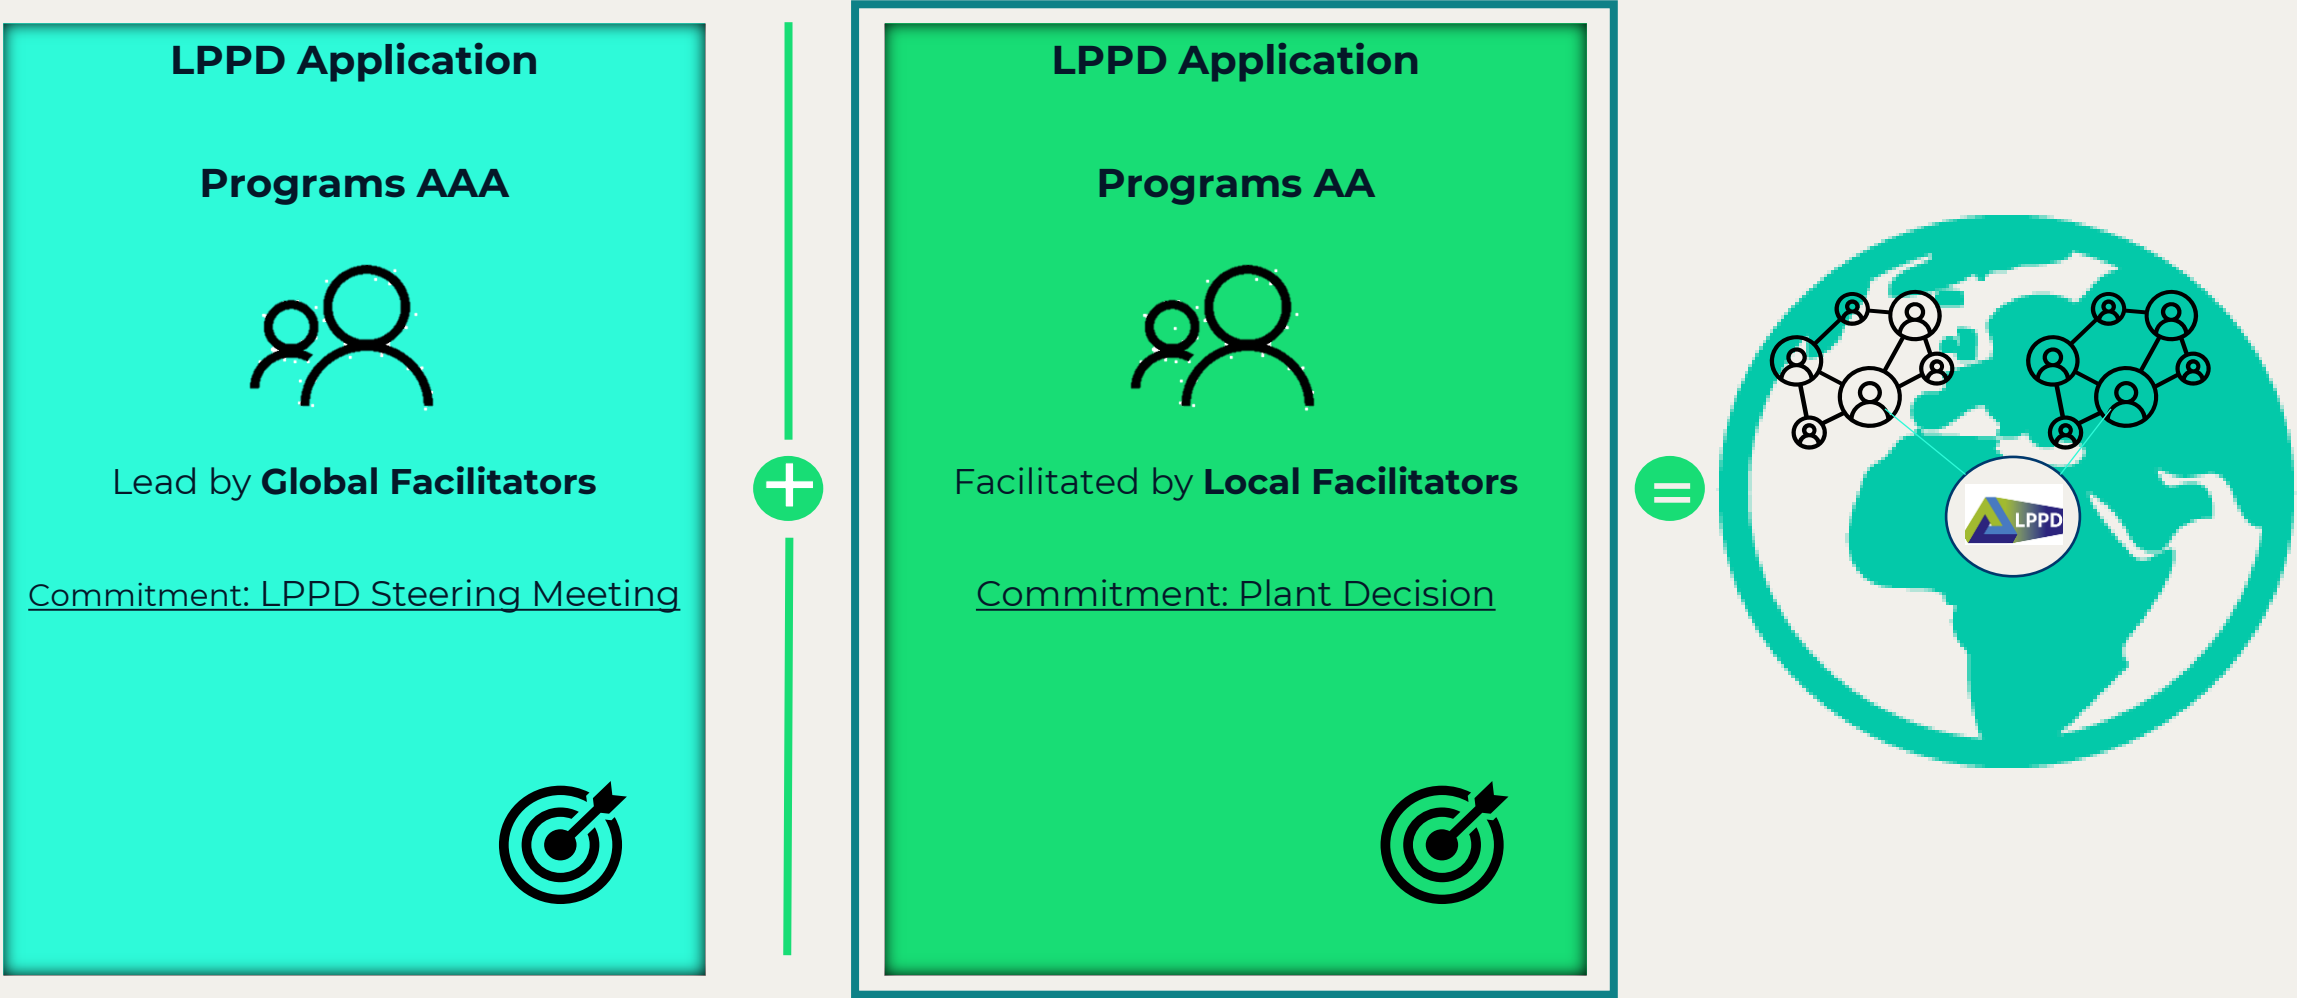 LPPD Application
Programs AAA
Lead by Global Facilitators
Commitment: LPPD Steering Meeting
+
LPPD Application
Programs AA
Facilitated by Local Facilitators
Commitment: Plant Decision
=
LPPD